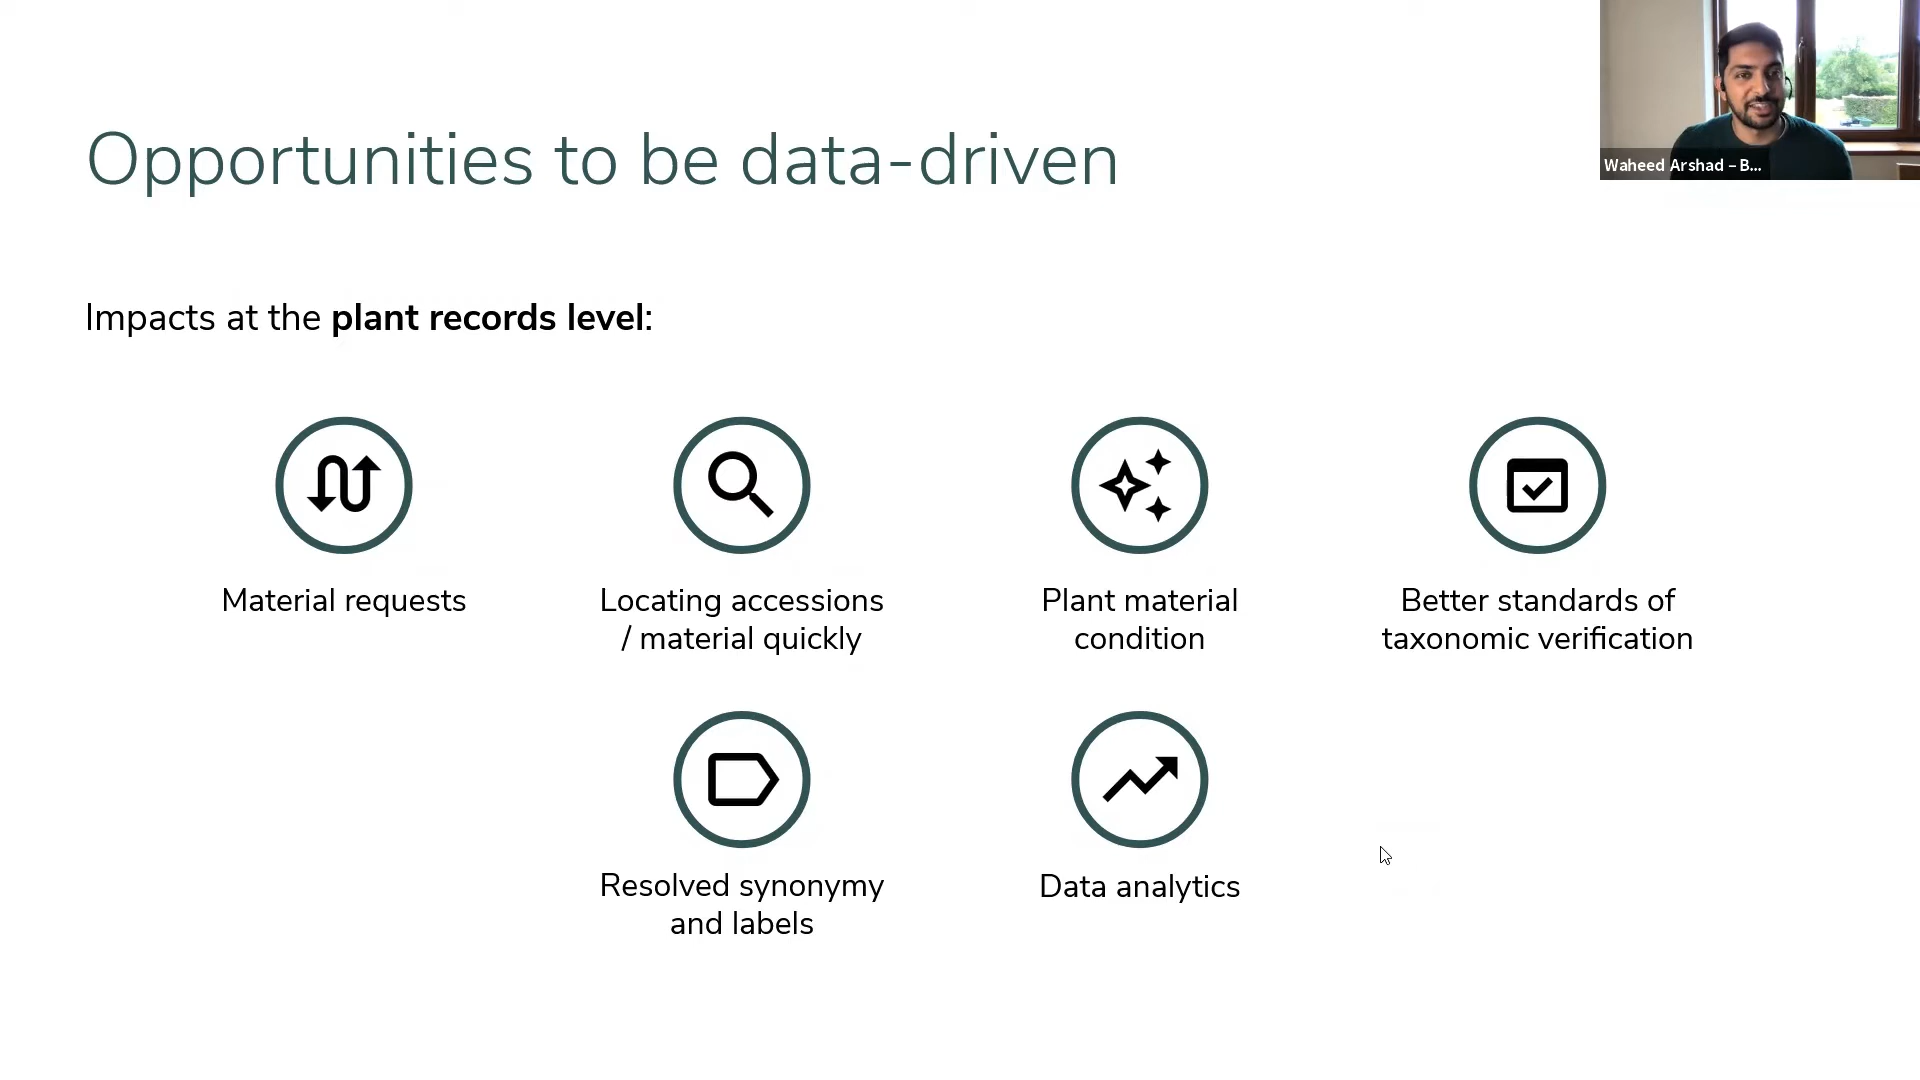 Opportunities to be data-driven
Waheed Arshad – B...
Impacts at the plant records level:
Material requests
Locating accessions
/ material quickly
Plant material
condition
Better standards of
taxonomic verification
Resolved synonymy
and labels
Data analytics